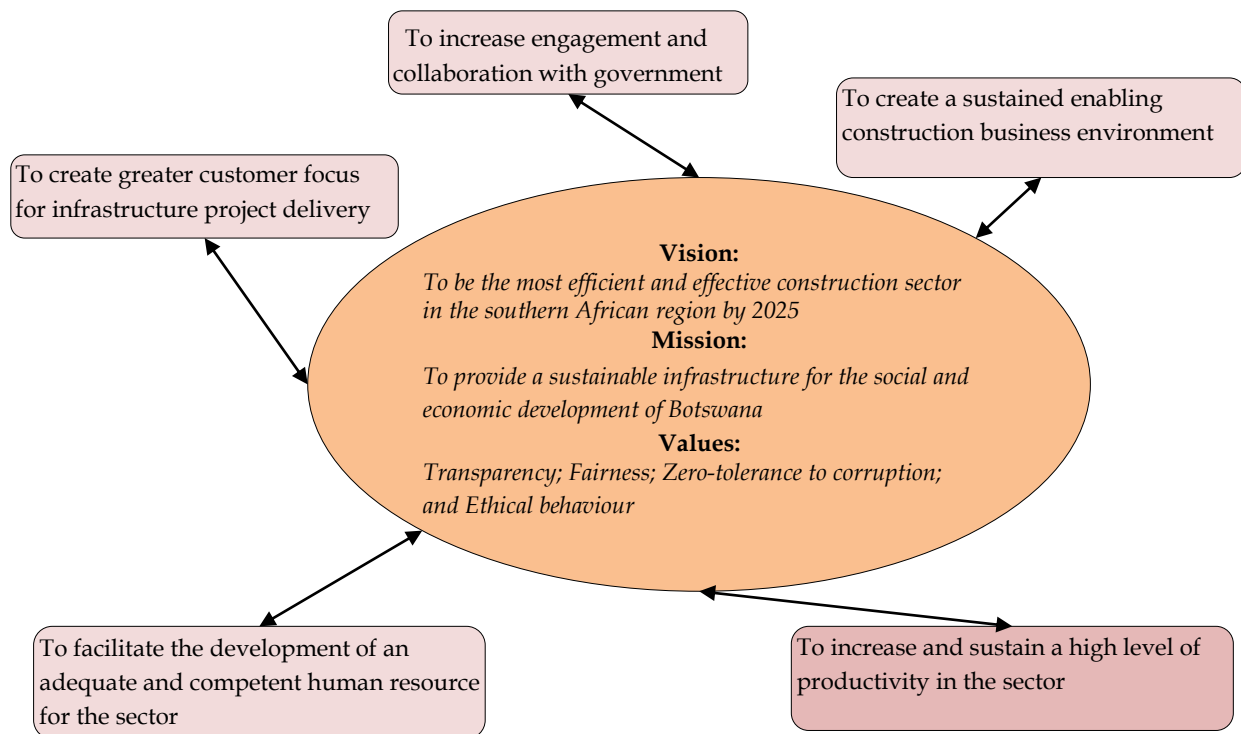 To increase engagement and
collaboration with government
To create a sustained enabling
construction business environment
To create greater customer focus
for infrastructure project delivery
Vision:
To be the most efficient and effective construction sector
in the southern African region by 2025
Mission:
To provide a sustainable infrastructure for the social and
economic development of Botswana
Values:
Transparency; Fairness; Zero-tolerance to corruption;
and Ethical behaviour
To facilitate the development of an
adequate and competent human resource
for the sector
To increase and sustain a high level of
productivity in the sector